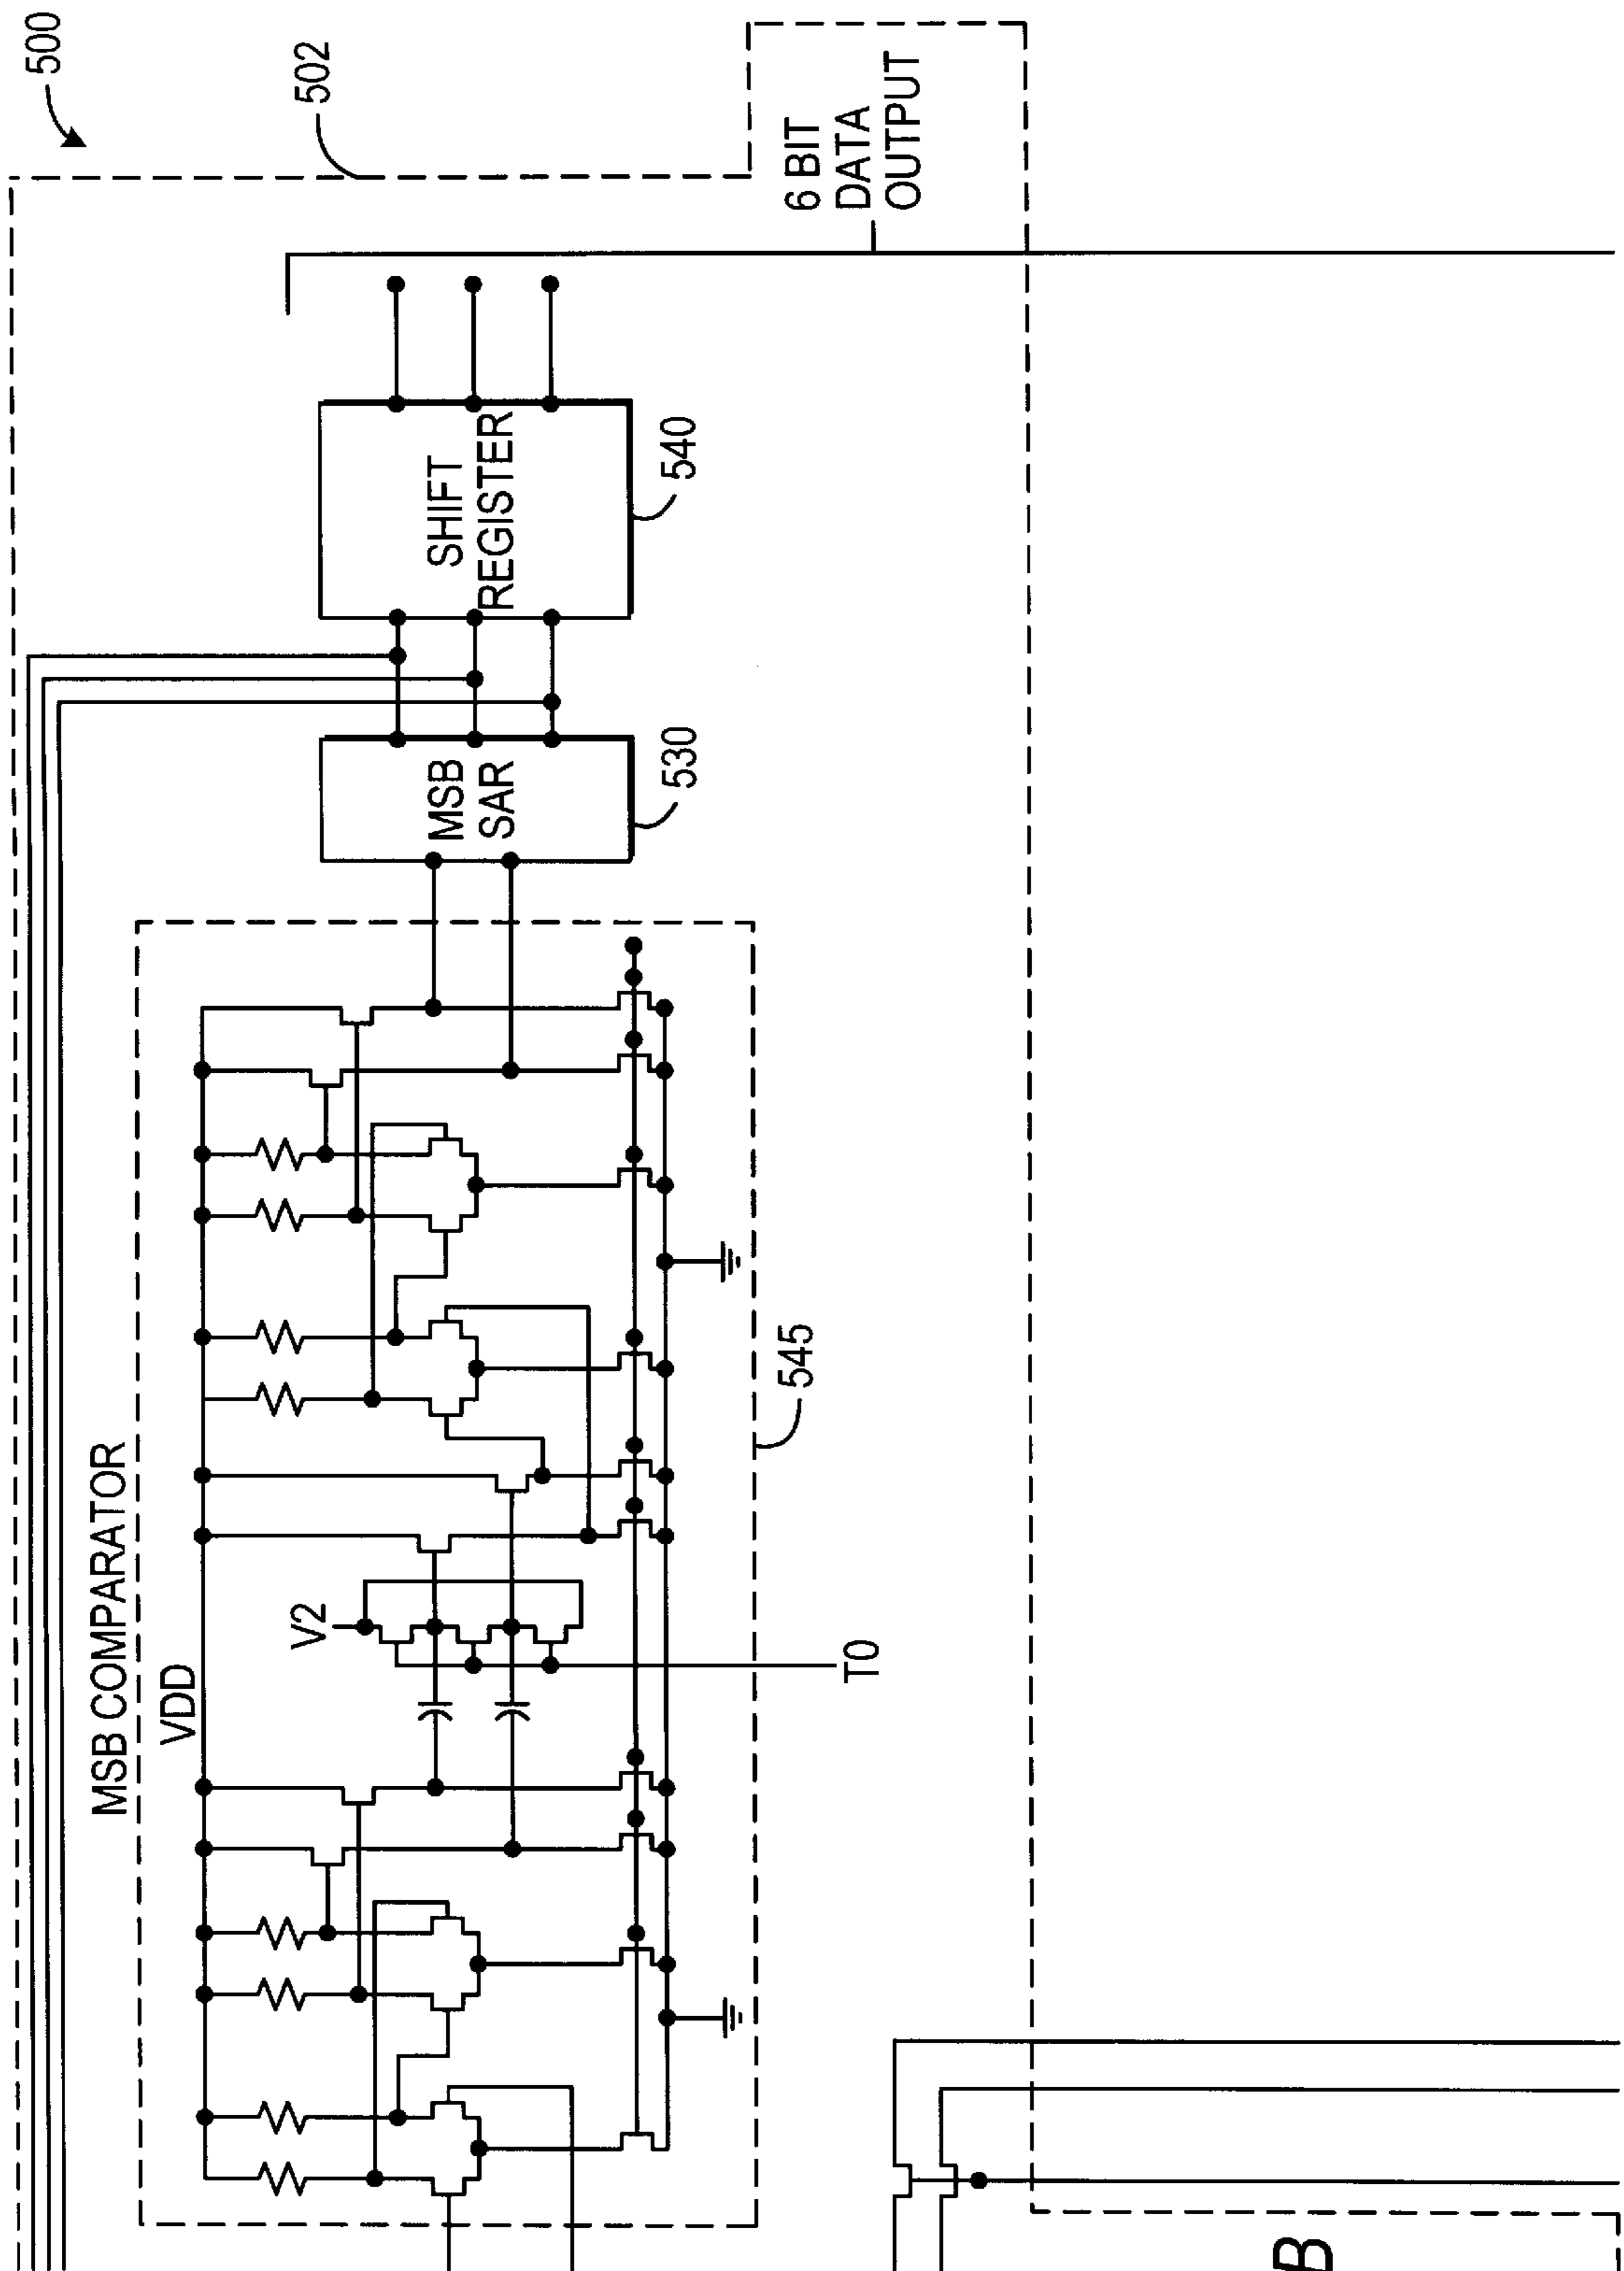 500
502
6 BIT
DATA
OUTPUT
SHIFT
REGISTER
540
MSB
SAR
530
MSB COMPARATOR
VDD
V2
T0
545
B